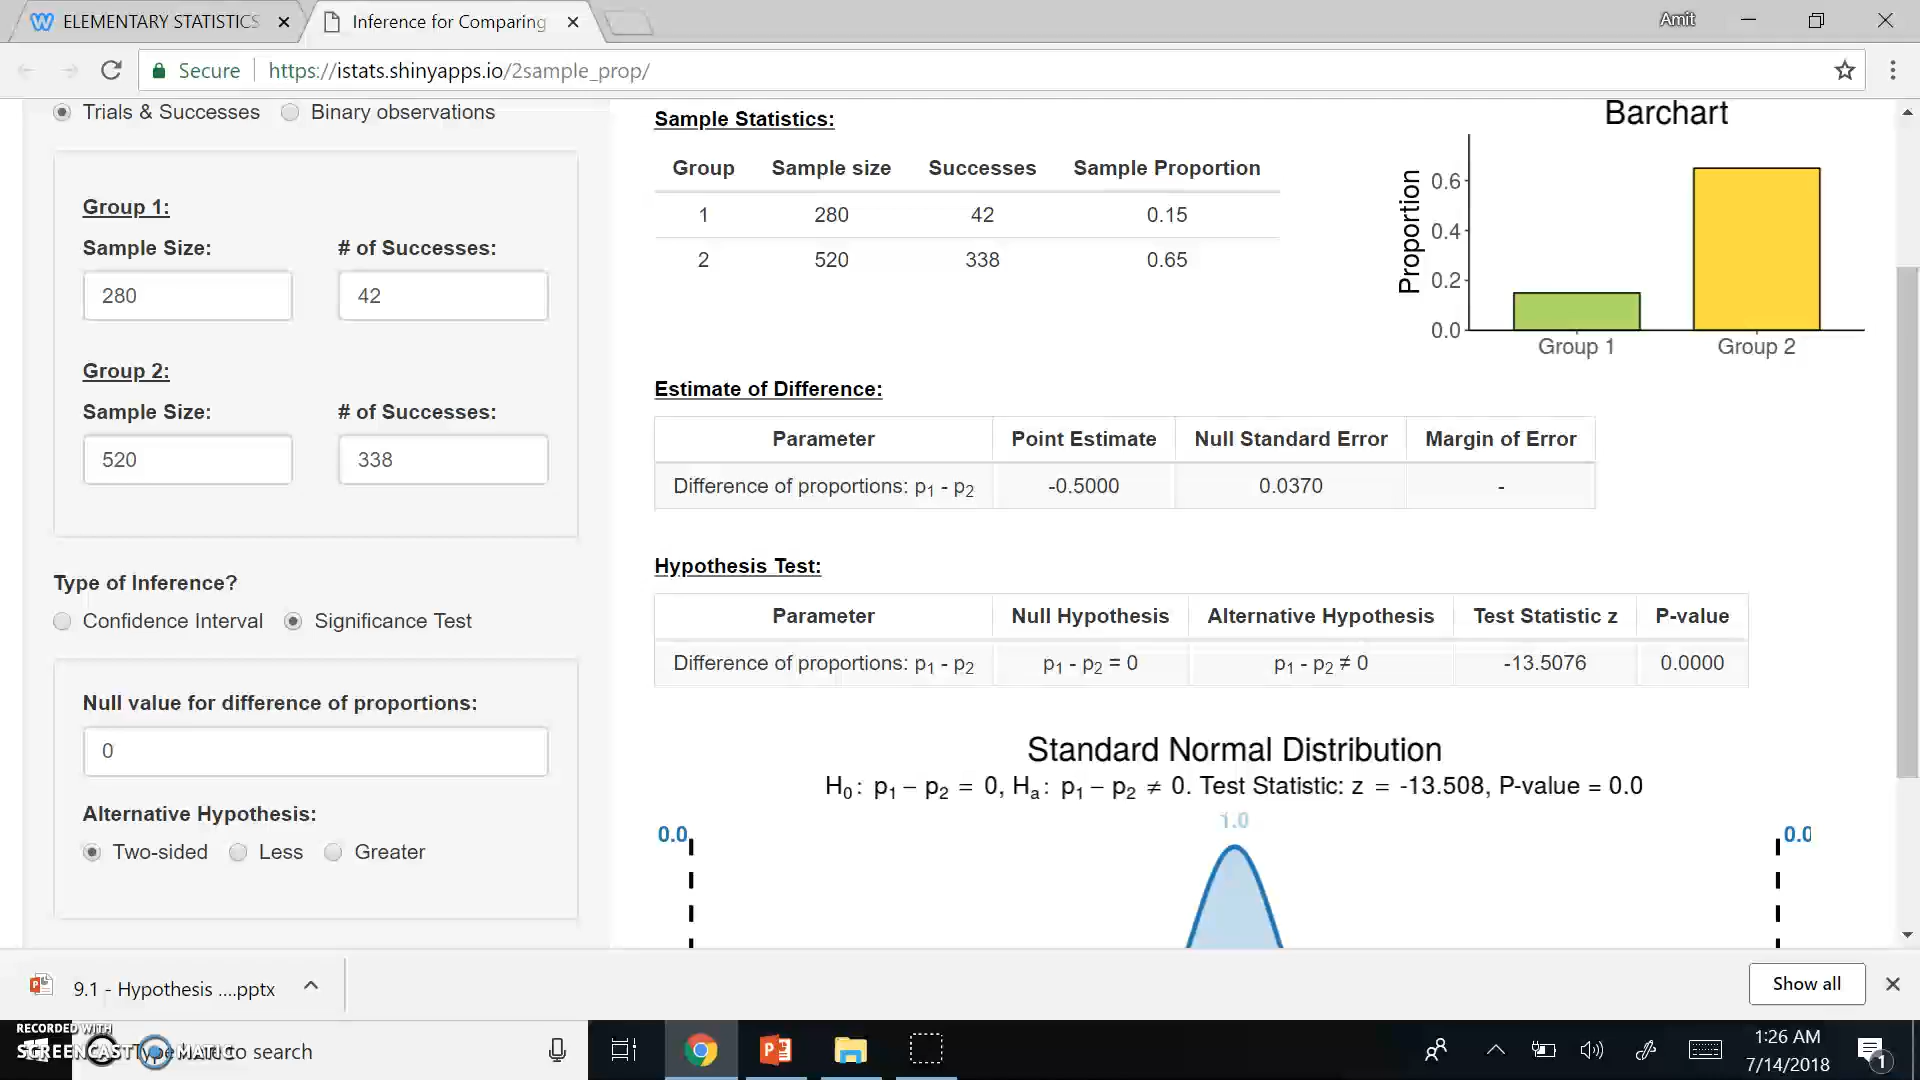 ELEMENTARY STATISTICS
Inference for Comparing
Amit
Secure
https://istats.shinyapps.io/2sample_prop/
Trials & Successes Binary observations
Group 1:
Sample Size: # of Successes:
280 42
Group 2:
Sample Size: # of Successes:
520 338
Type of Inference?
Confidence Interval Significance Test
Null value for difference of proportions:
0
Alternative Hypothesis:
Two-sided Less Greater
Sample Statistics:
Group Sample size Successes Sample Proportion
1 280 42 0.15
2 520 338 0.65
Barchart
Proportion
0.6
0.4
0.2
0.0
Group 1 Group 2
Estimate of Difference:
Parameter Point Estimate Null Standard Error Margin of Error
Difference of proportions: p1 - p2 -0.5000 0.0370 -
Hypothesis Test:
Parameter Null Hypothesis Alternative Hypothesis Test Statistic z P-value
Difference of proportions: p1 - p2 p1 - p2 = 0 p1 - p2 ≠ 0 -13.5076 0.0000
Standard Normal Distribution
H0: p1 − p2 = 0, Ha: p1 − p2 ≠ 0. Test Statistic: z = -13.508, P-value = 0.0
0.0 1.0 0.0
9.1 - Hypothesis ....pptx
Show all
RECORDED WITH
SCREENCAST MATIC
Type here to search
1:26 AM
7/14/2018
1